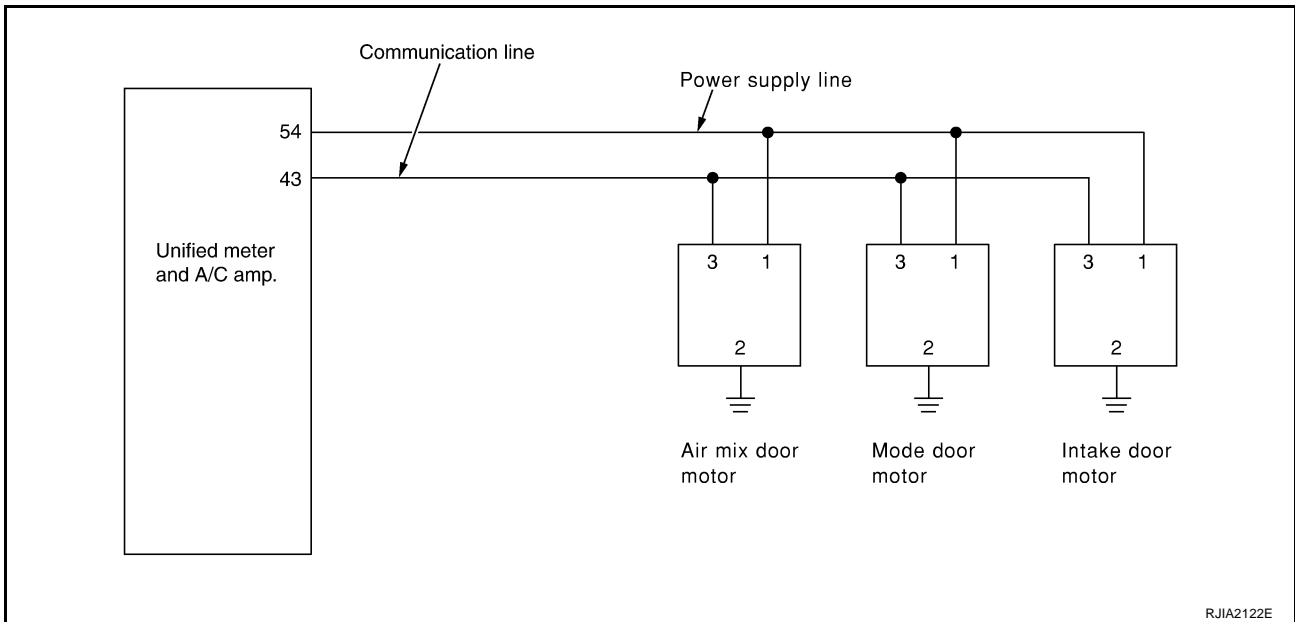 Communication line
Power supply line
54
43
Unified meter
and A/C amp.
3 1
3 1
3 1
2
2
2
Air mix door
motor
Mode door
motor
Intake door
motor
RJIA2122E